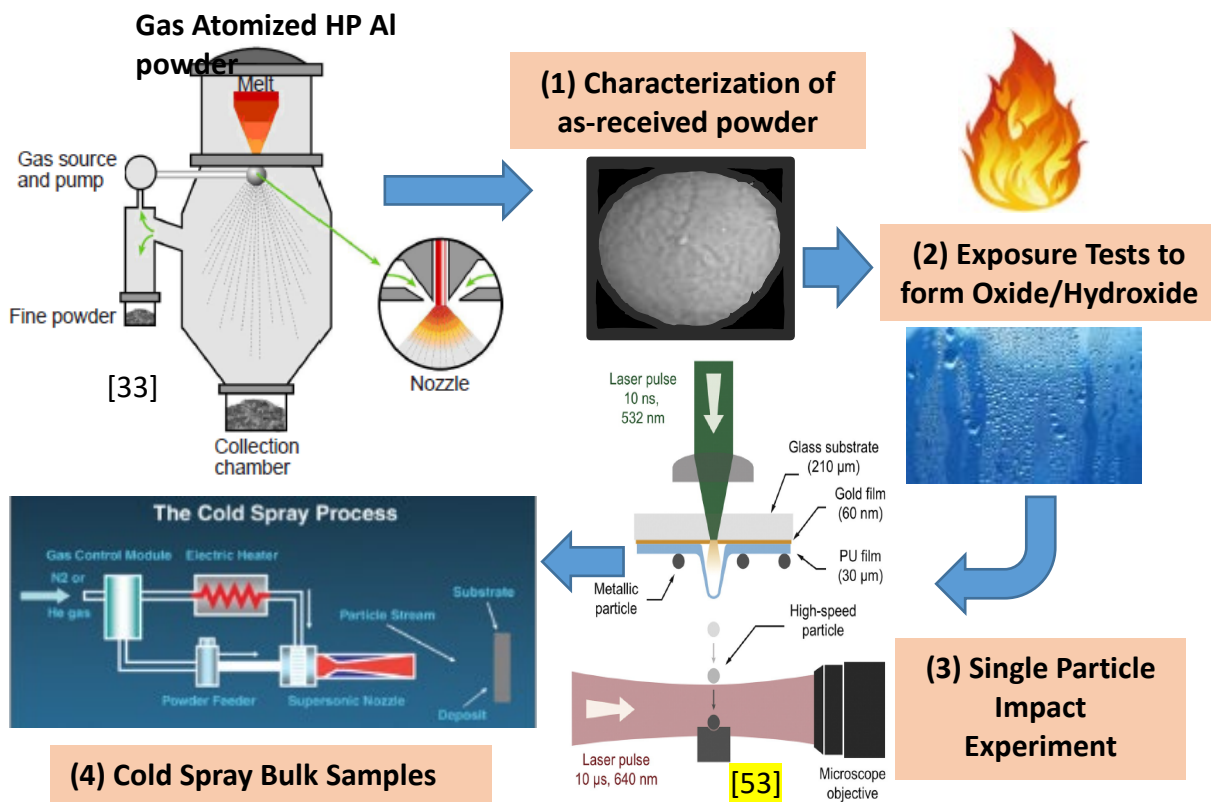 Gas Atomized HP Al
powder
Melt
Gas source
and pump
Fine powder
[33]
Nozzle
Collection
chamber
(1) Characterization of
as-received powder
(2) Exposure Tests to
form Oxide/Hydroxide
Laser pulse
10 ns,
532 nm
Glass substrate
(210 µm)
Gold film
(60 nm)
PU film
(30 µm)
Metallic
particle
High-speed
particle
Laser pulse
10 µs, 640 nm
[53]
Microscope
objective
(3) Single Particle
Impact
Experiment
The Cold Spray Process
Gas Control Module
Electric Heater
N2 or
He gas
Substrate
Particle Stream
Powder Feeder
Supersonic Nozzle
Deposit
(4) Cold Spray Bulk Samples